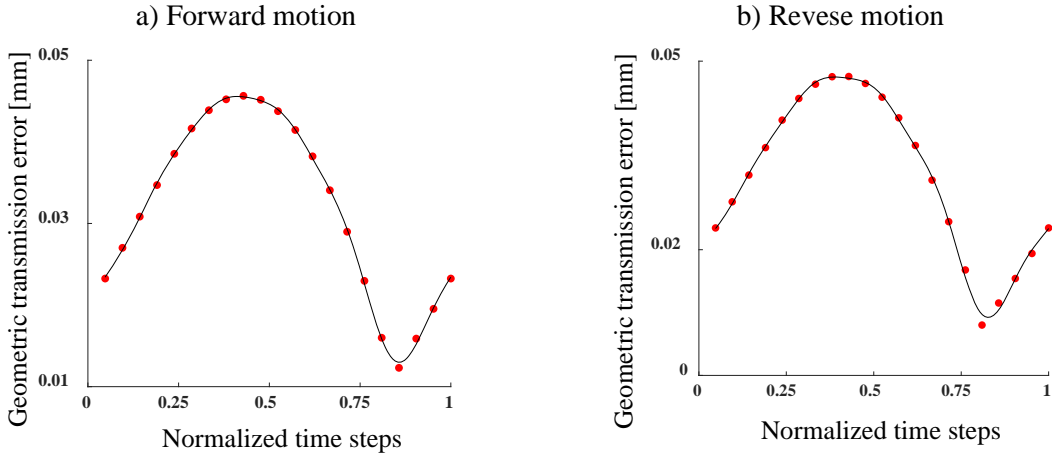 a) Forward motion
Geometric transmission error [mm]
0.05
0.03
0.01
0 0.25 0.5 0.75 1
Normalized time steps
b) Revese motion
Geometric transmission error [mm]
0.05
0.02
0
0 0.25 0.5 0.75 1
Normalized time steps